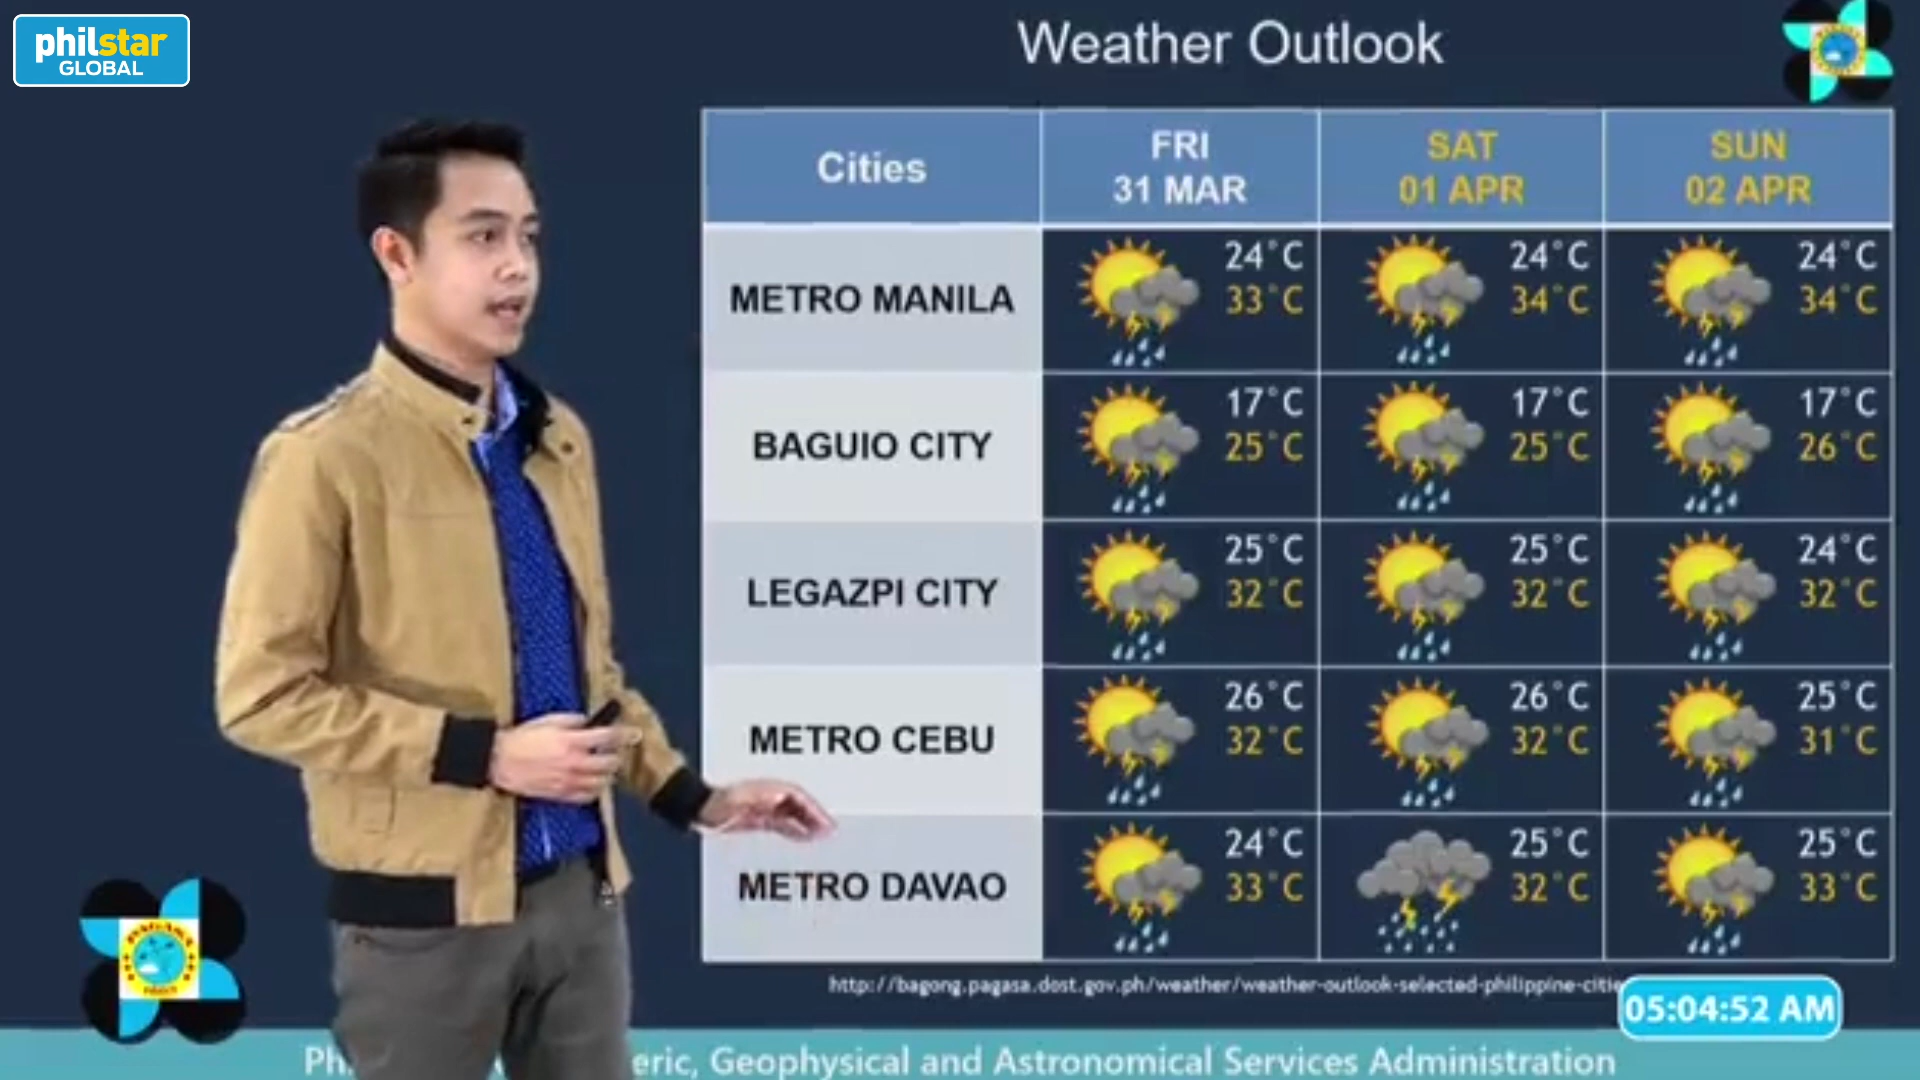 philstar
GLOBAL
Weather Outlook
Cities
FRI
31 MAR
SAT
01 APR
SUN
02 APR
METRO MANILA
24°C
33°C
24°C
34°C
24°C
34°C
BAGUIO CITY
17°C
25°C
17°C
25°C
17°C
26°C
LEGAZPI CITY
25°C
32°C
25°C
32°C
24°C
32°C
METRO CEBU
26°C
32°C
26°C
32°C
25°C
31°C
METRO DAVAO
24°C
33°C
25°C
32°C
25°C
33°C
PAGASA
http://bagong.pagasa.dost.gov.ph/weather/weather-outlook-selected-philippine-citie
05:04:52 AM
Ph eric, Geophysical and Astronomical Services Administration